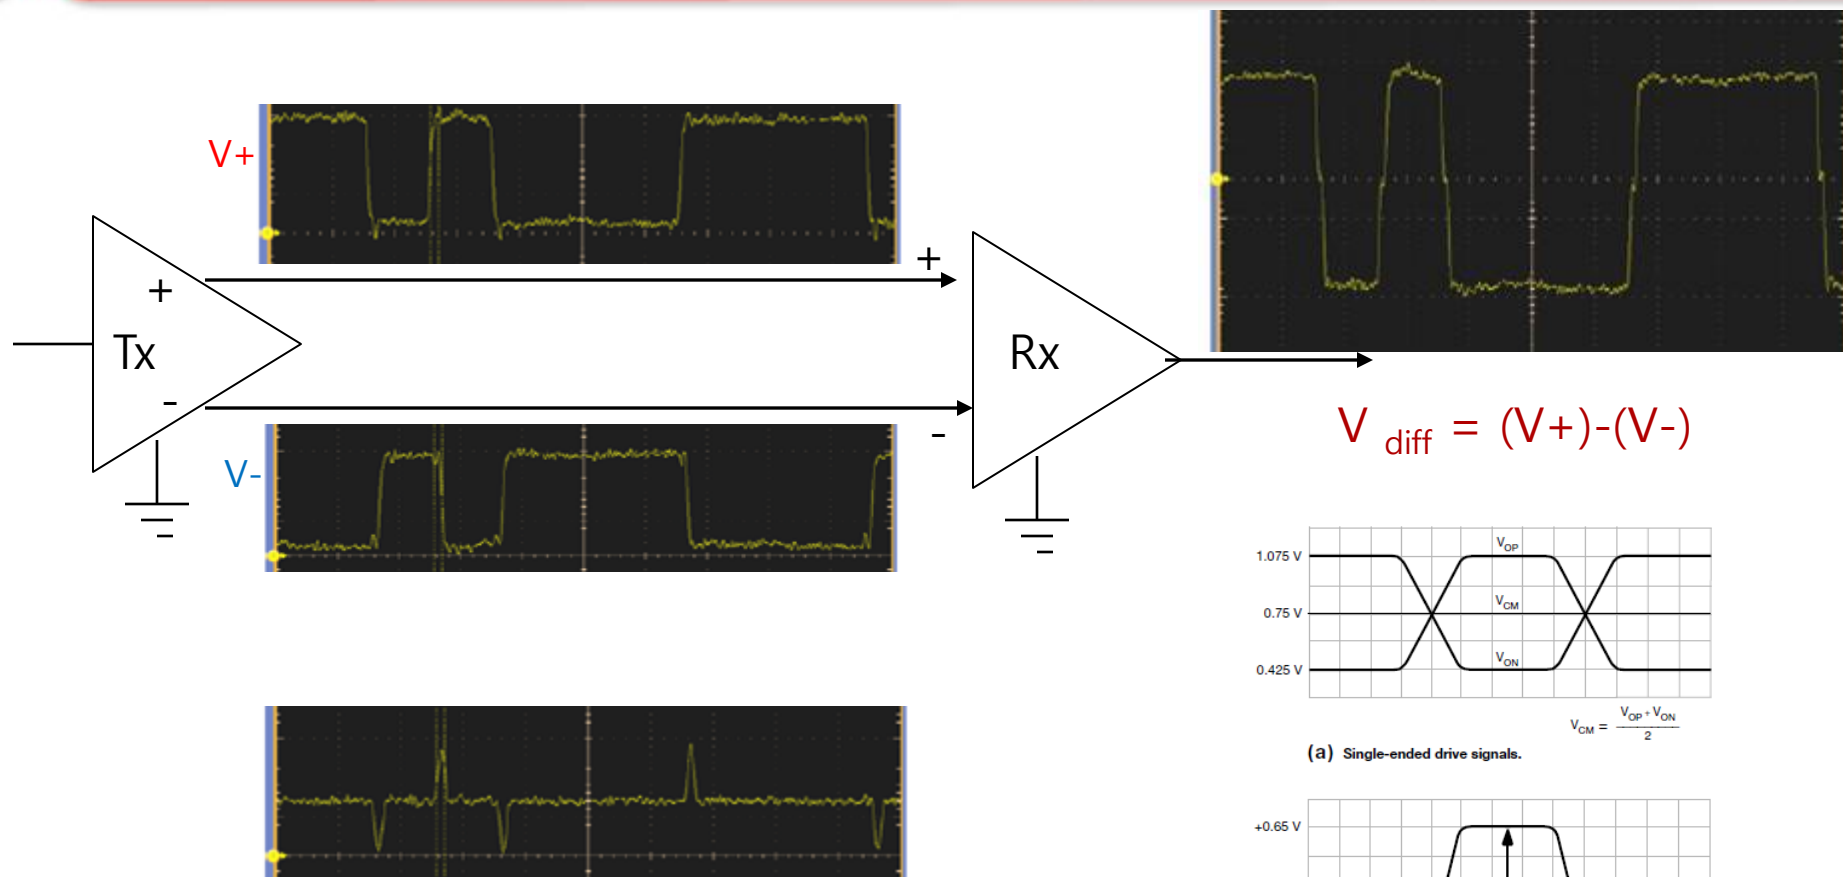 V+
+
Tx
-
+
Rx
-
V-
V diff = (V+)-(V-)
1.075 V
VOP
0.75 V
VCM
0.425 V
VON
VCM = VOP + VON
2
(a) Single-ended drive signals.
+0.65 V